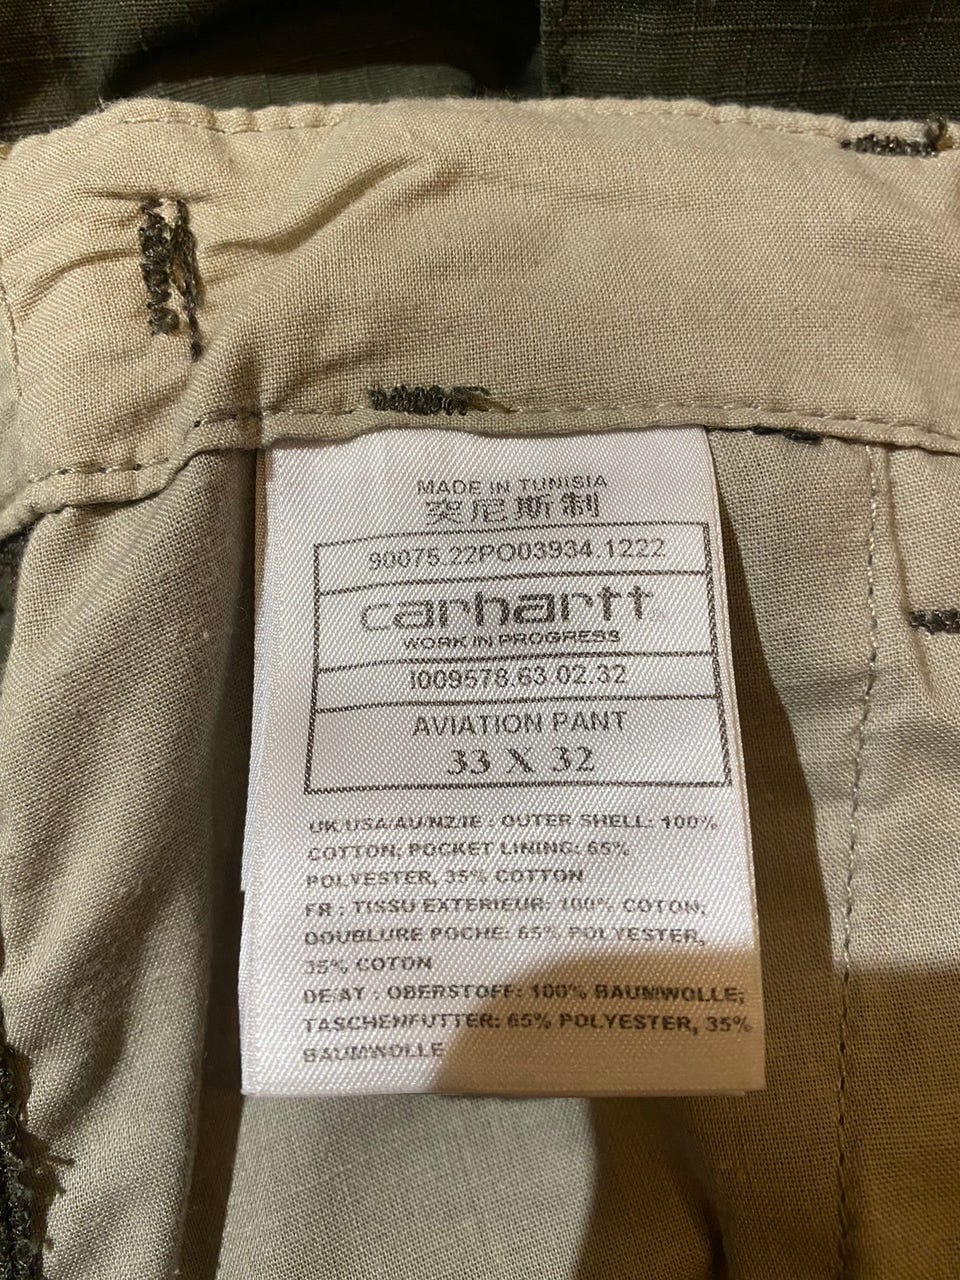 MADE IN TUNISIA
突尼斯制
90075.22PO03934.1222
carhartt
WORK IN PROGRESS
I009578.63.02.32
AVIATION PANT
33 X 32
UK/USA/AU/NZ/IE : OUTER SHELL: 100%
COTTON; POCKET LINING: 65%
POLYESTER, 35% COTTON
FR : TISSU EXTERIEUR: 100% COTON;
DOUBLURE POCHE: 65% POLYESTER,
35% COTON
DE/AT : OBERSTOFF: 100% BAUMWOLLE;
TASCHENFUTTER: 65% POLYESTER, 35%
BAUMWOLLE